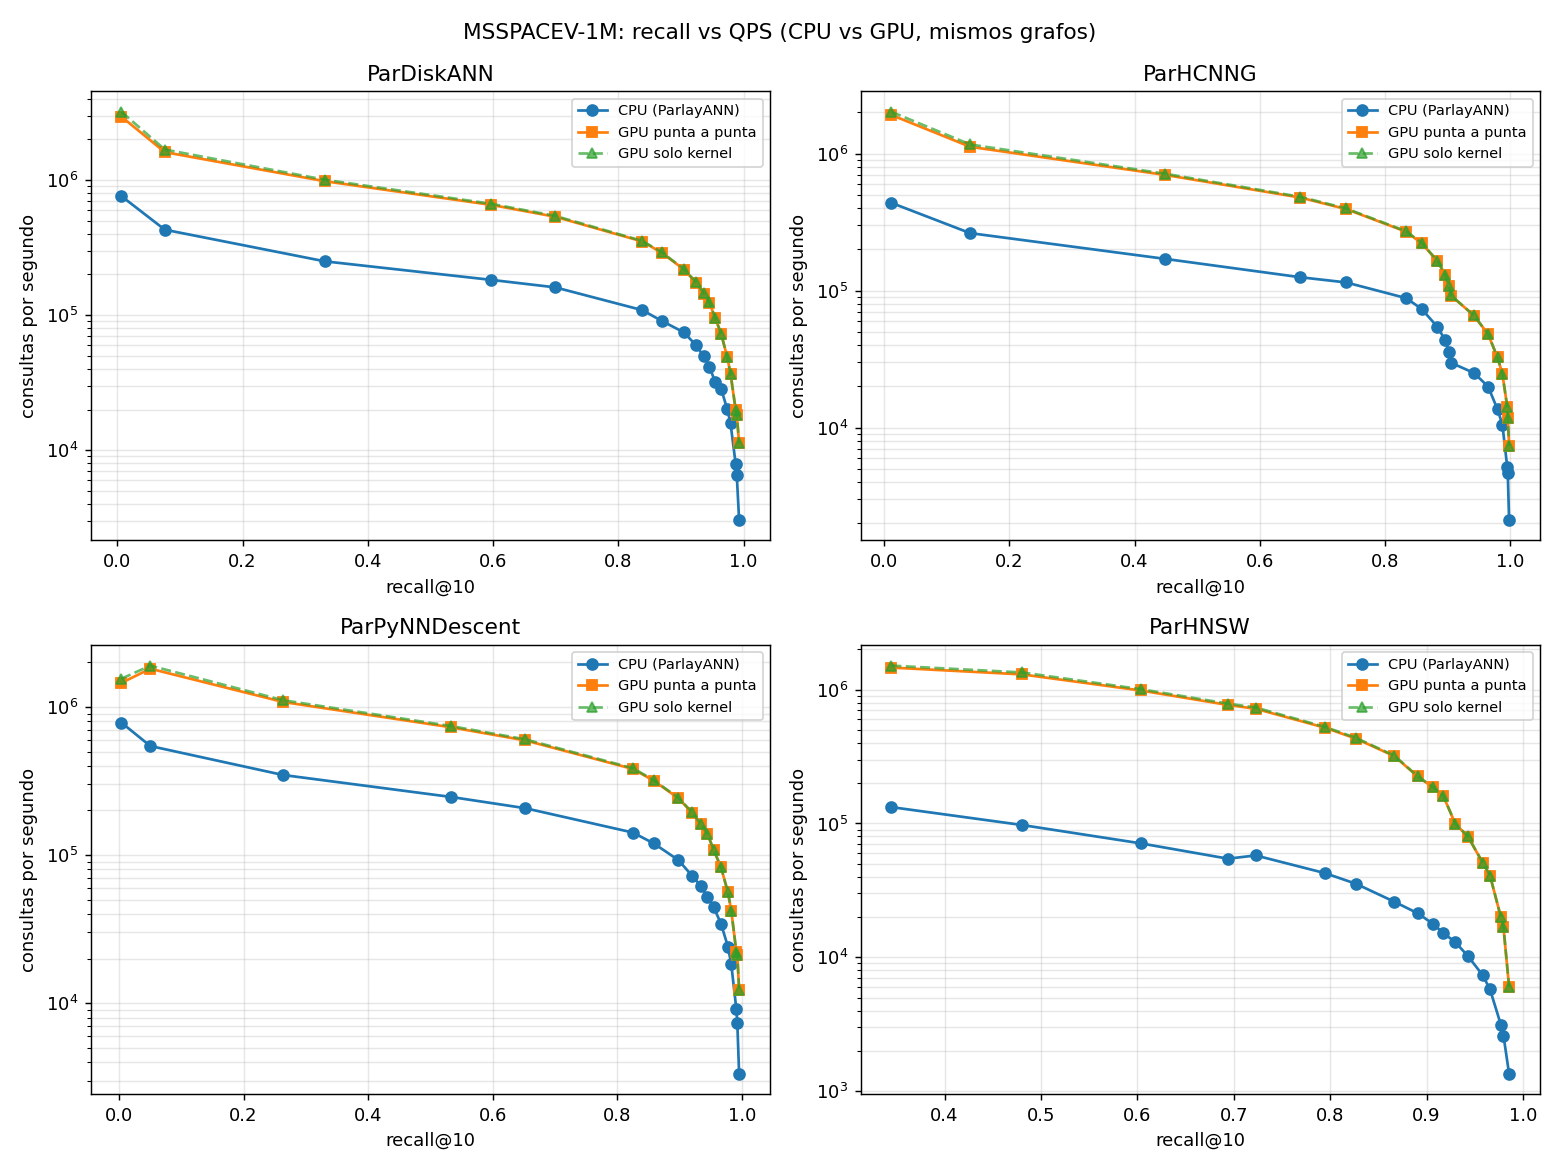 MSSPACEV-1M: recall vs QPS (CPU vs GPU, mismos grafos)
ParDiskANN
CPU (ParlayANN)
GPU punta a punta
GPU solo kernel
consultas por segundo
10^6
10^5
10^4
0.0 0.2 0.4 0.6 0.8 1.0
recall@10
ParHCNNG
CPU (ParlayANN)
GPU punta a punta
GPU solo kernel
consultas por segundo
10^6
10^5
10^4
0.0 0.2 0.4 0.6 0.8 1.0
recall@10
ParPyNNDescent
CPU (ParlayANN)
GPU punta a punta
GPU solo kernel
consultas por segundo
10^6
10^5
10^4
0.0 0.2 0.4 0.6 0.8 1.0
recall@10
ParHNSW
CPU (ParlayANN)
GPU punta a punta
GPU solo kernel
consultas por segundo
10^6
10^5
10^4
10^3
0.4 0.5 0.6 0.7 0.8 0.9 1.0
recall@10